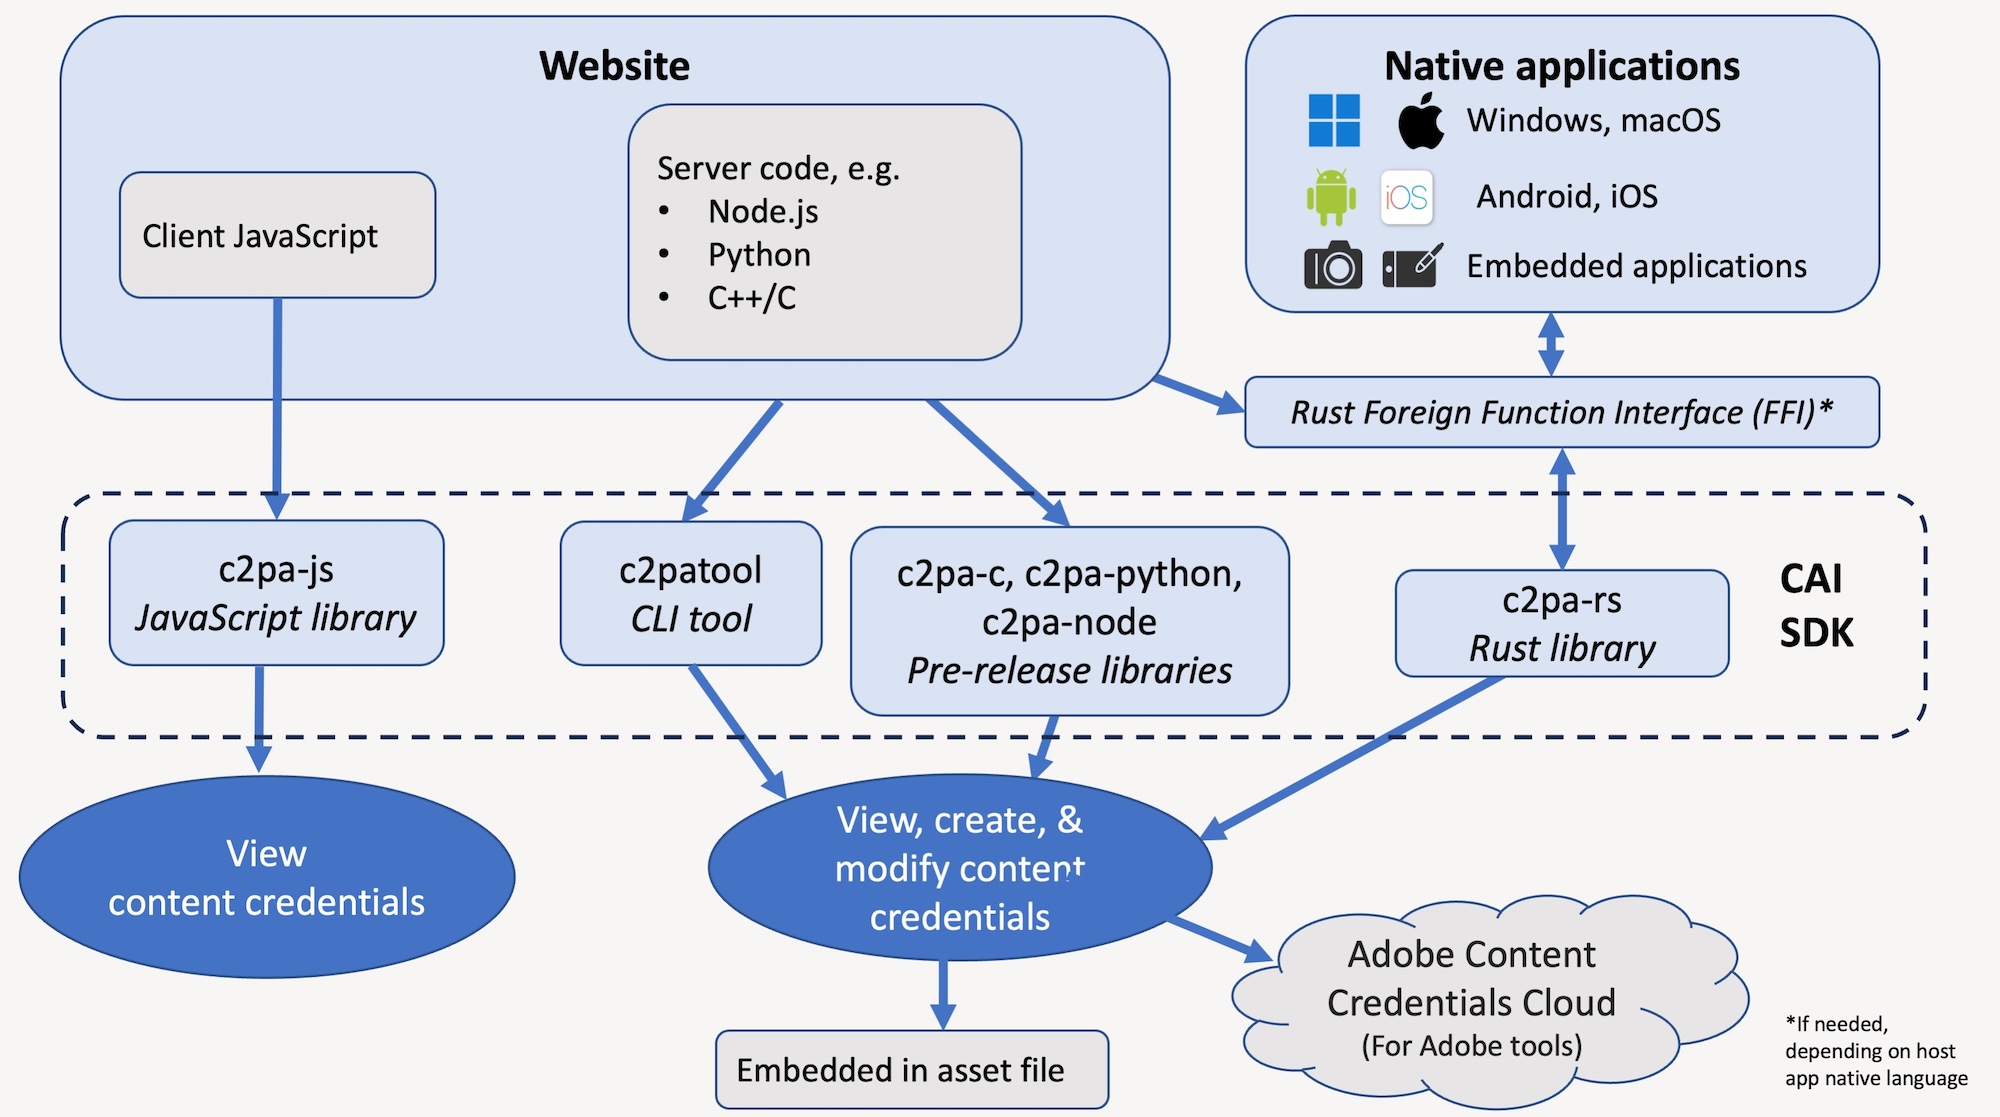 Website
Client JavaScript
Server code, e.g.
• Node.js
• Python
• C++/C
Native applications
Windows, macOS
iOS
Android, iOS
Embedded applications
Rust Foreign Function Interface (FFI)*
c2pa-js
JavaScript library
c2patool
CLI tool
c2pa-c, c2pa-python,
c2pa-node
Pre-release libraries
c2pa-rs
Rust library
CAI
SDK
View
content credentials
View, create, &
modify content
credentials
Embedded in asset file
Adobe Content
Credentials Cloud
(For Adobe tools)
*If needed,
depending on host
app native language